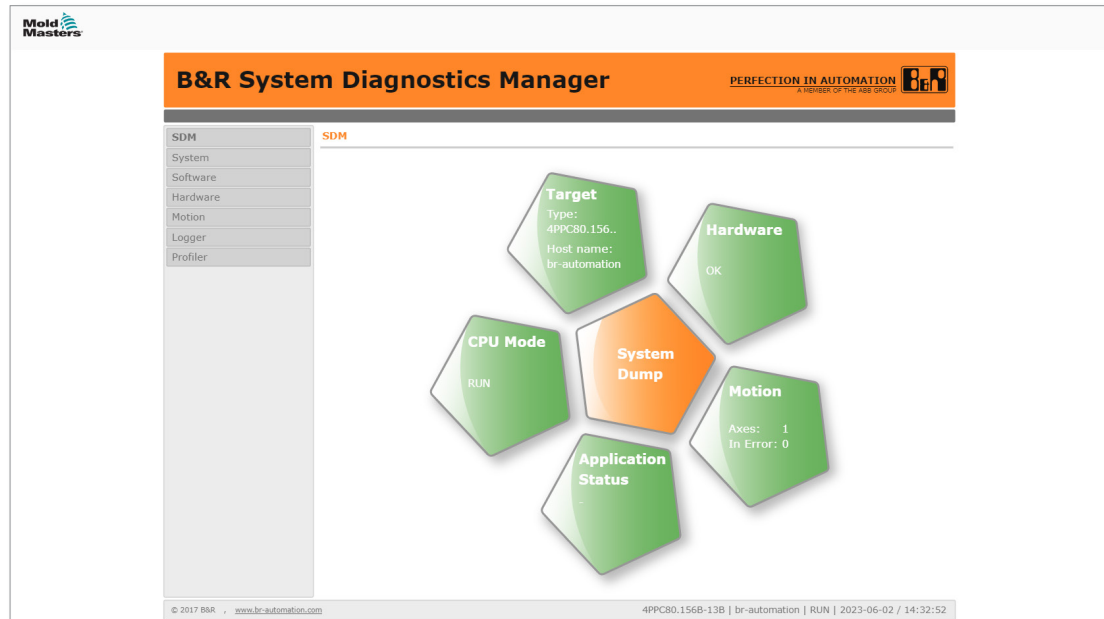 Mold
Masters
B&R System Diagnostics Manager
PERFECTION IN AUTOMATION
A MEMBER OF THE ABB GROUP
B&R
SDM
System
Software
Hardware
Motion
Logger
Profiler
SDM
Target
Type:
4PPC80.156..
Host name:
br-automation
Hardware
OK
CPU Mode
RUN
System
Dump
Motion
Axes: 1
In Error: 0
Application
Status
-
© 2017 B&R , www.br-automation.com
4PPC80.156B-13B | br-automation | RUN | 2023-06-02 / 14:32:52